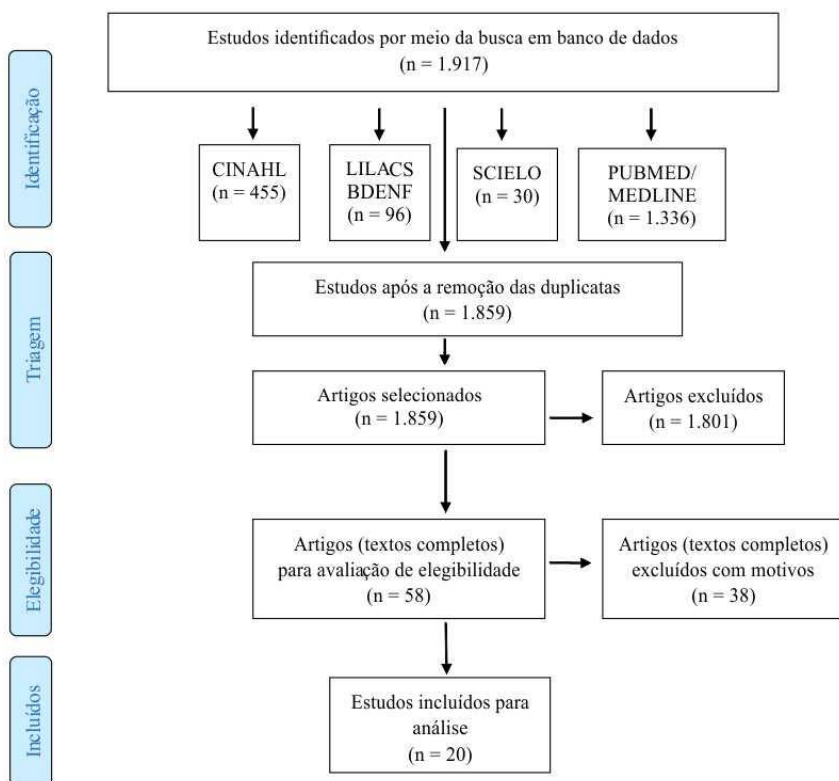 Estudos identificados por meio da busca em banco de dados
(n = 1.917)
Identificação
CINAHL
(n = 455)
LILACS
BDENF
(n = 96)
SCIELO
(n = 30)
PUBMED/
MEDLINE
(n = 1.336)
Triagem
Estudos após a remoção das duplicatas
(n = 1.859)
Artigos selecionados
(n = 1.859)
Artigos excluídos
(n = 1.801)
Elegibilidade
Artigos (textos completos)
para avaliação de elegibilidade
(n = 58)
Artigos (textos completos)
excluídos com motivos
(n = 38)
Incluídos
Estudos incluídos para
análise
(n = 20)